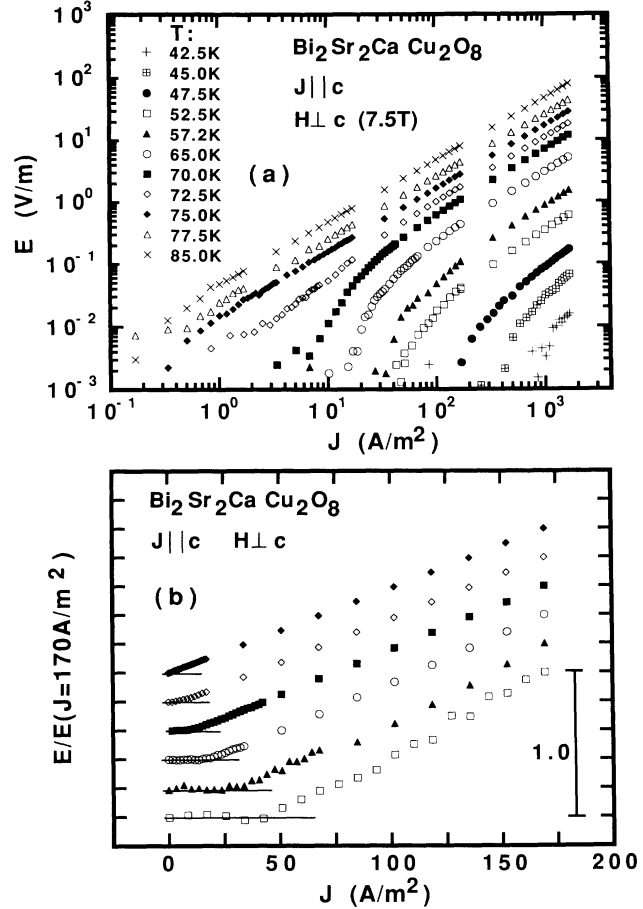 T:
+ 42.5K
⊞ 45.0K
● 47.5K
□ 52.5K
▲ 57.2K
○ 65.0K
■ 70.0K
◇ 72.5K
◆ 75.0K
△ 77.5K
× 85.0K
Bi₂Sr₂Ca Cu₂O₈
J||c
H⊥ c (7.5T)
(a)
E (V/m)
10³
10²
10¹
10⁰
10⁻¹
10⁻²
10⁻³
10⁻¹ 10⁰ 10¹ 10² 10³
J (A/m²)
Bi₂Sr₂Ca Cu₂O₈
J||c H⊥ c
(b)
E/E(J=170A/m²)
1.0
0 50 100 150 200
J (A/m²)